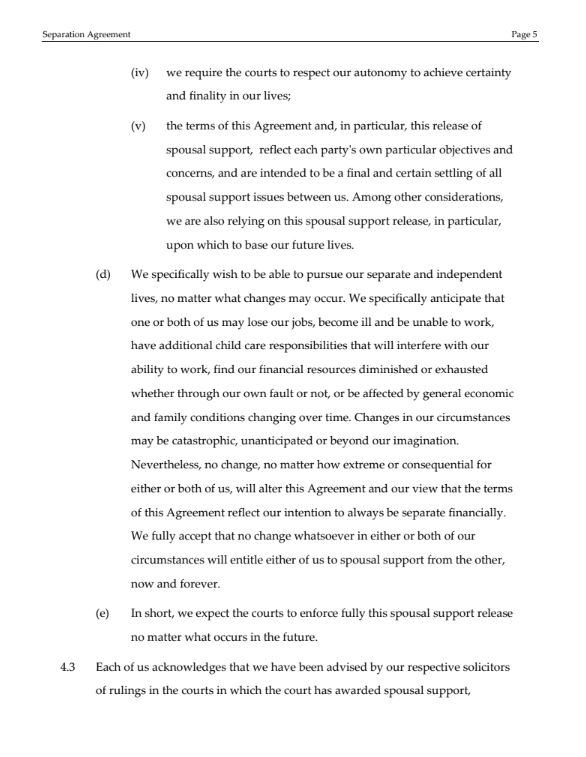 Separation Agreement Page 5
(iv) we require the courts to respect our autonomy to achieve certainty
and finality in our lives;
(v) the terms of this Agreement and, in particular, this release of
spousal support,  reflect each party's own particular objectives and
concerns, and are intended to be a final and certain settling of all
spousal support issues between us. Among other considerations,
we are also relying on this spousal support release, in particular,
upon which to base our future lives.
(d) We specifically wish to be able to pursue our separate and independent
lives, no matter what changes may occur. We specifically anticipate that
one or both of us may lose our jobs, become ill and be unable to work,
have additional child care responsibilities that will interfere with our
ability to work, find our financial resources diminished or exhausted
whether through our own fault or not, or be affected by general economic
and family conditions changing over time. Changes in our circumstances
may be catastrophic, unanticipated or beyond our imagination.
Nevertheless, no change, no matter how extreme or consequential for
either or both of us, will alter this Agreement and our view that the terms
of this Agreement reflect our intention to always be separate financially.
We fully accept that no change whatsoever in either or both of our
circumstances will entitle either of us to spousal support from the other,
now and forever.
(e) In short, we expect the courts to enforce fully this spousal support release
no matter what occurs in the future.
4.3 Each of us acknowledges that we have been advised by our respective solicitors
of rulings in the courts in which the court has awarded spousal support,